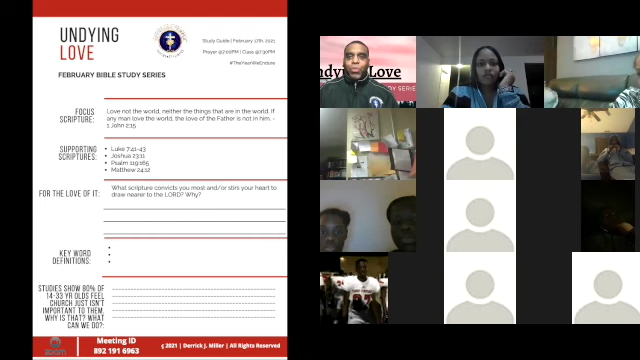 UNDYING
LOVE
Study Guide | February 17th, 2021
Prayer @7:00PM | Class @7:30PM
#TheYearWeEndure
FEBRUARY BIBLE STUDY SERIES
FOCUS
SCRIPTURE:
Love not the world, neither the things that are in the world. If
any man love the world, the love of the Father is not in him. -
1 John 2:15
SUPPORTING
SCRIPTURES:
• Luke 7:41-43
• Joshua 23:11
• Psalm 119:165
• Matthew 24:12
FOR THE LOVE OF IT:
What scripture convicts you most and/or stirs your heart to
draw nearer to the LORD? Why?
KEY WORD
DEFINITIONS:
STUDIES SHOW 80% OF
14-33 YR OLDS FEEL
CHURCH JUST ISN'T
IMPORTANT TO THEM.
WHY IS THAT? WHAT
CAN WE DO?:
zoom
Meeting ID
892 191 6963
© 2021 | Derrick J. Miller | All Rights Reserved
ndying Love
DY SERIES